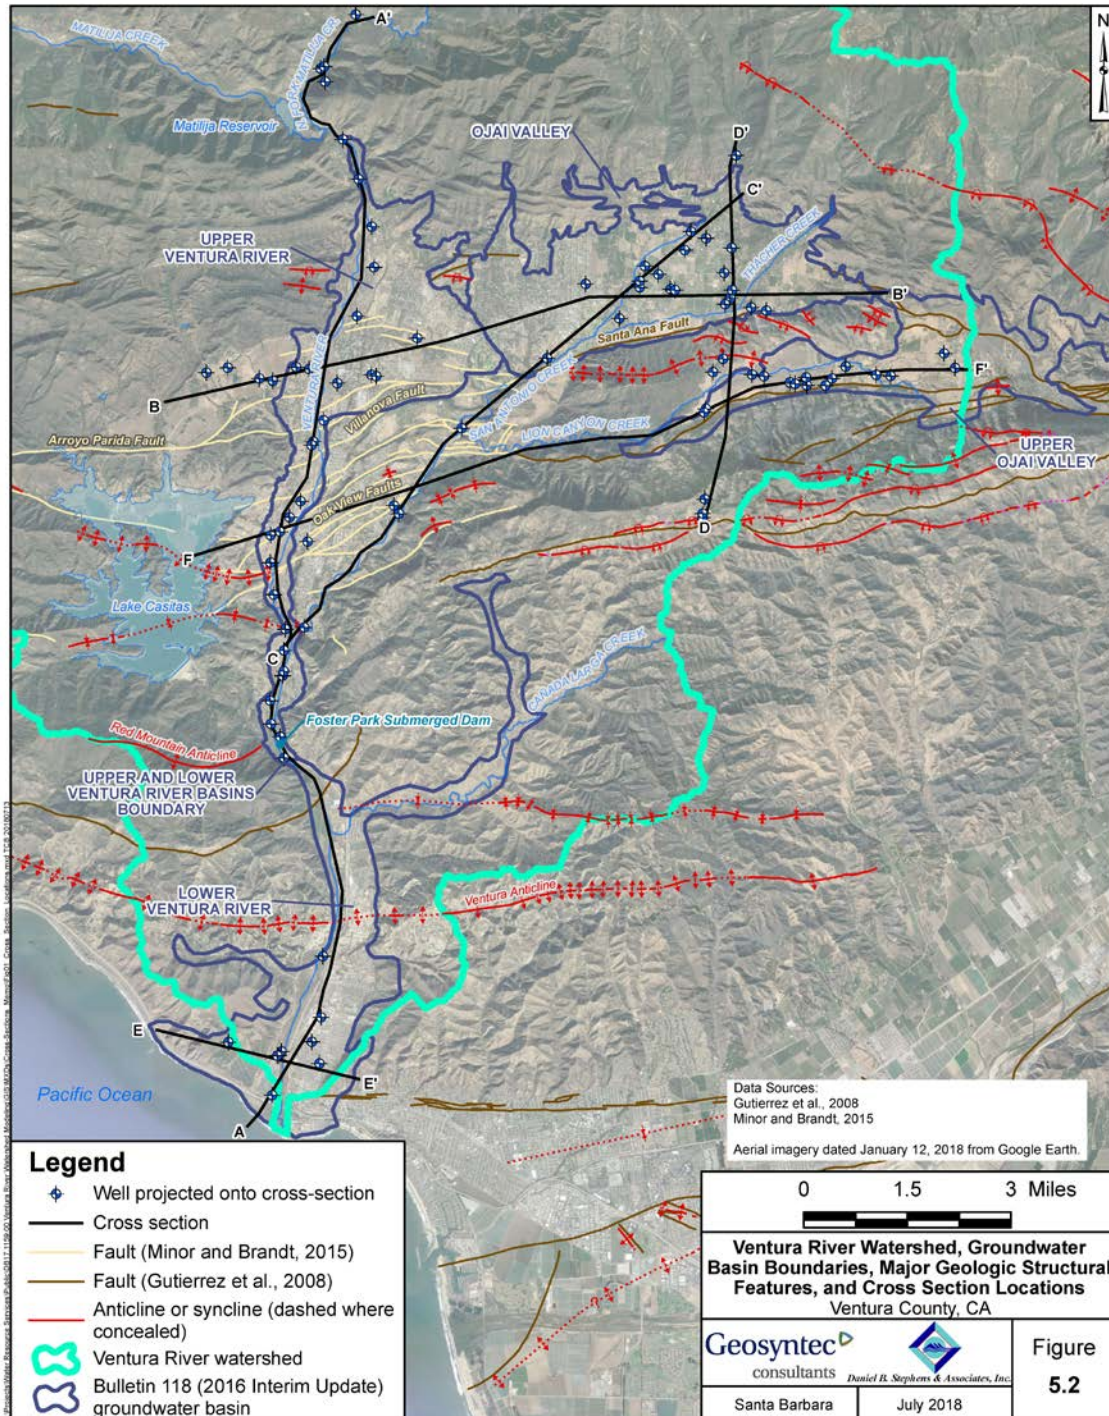 MATILIJA CREEK
N. FORK MATILIJA CR.
A'
N
Matilija Reservoir
OJAI VALLEY
D'
C'
UPPER
VENTURA RIVER
THACHER CREEK
B'
Santa Ana Fault
VENTURA RIVER
B
Villanova Fault
SAN ANTONIO CREEK
F'
LION CANYON CREEK
Arroyo Parida Fault
UPPER
OJAI VALLEY
Oak View Faults
D
F
Lake Casitas
C
CAÑADA LARGA CREEK
Foster Park Submerged Dam
Red Mountain Anticline
UPPER AND LOWER
VENTURA RIVER BASINS
BOUNDARY
LOWER
VENTURA RIVER
Ventura Anticline
E
E'
Pacific Ocean
A
Data Sources:
Gutierrez et al., 2008
Minor and Brandt, 2015
Aerial imagery dated January 12, 2018 from Google Earth.
Legend
Well projected onto cross-section
Cross section
Fault (Minor and Brandt, 2015)
Fault (Gutierrez et al., 2008)
Anticline or syncline (dashed where
concealed)
Ventura River watershed
Bulletin 118 (2016 Interim Update)
groundwater basin
0 1.5 3 Miles
Ventura River Watershed, Groundwater
Basin Boundaries, Major Geologic Structural
Features, and Cross Section Locations
Ventura County, CA
Geosyntec
consultants
Daniel B. Stephens & Associates, Inc.
Figure
5.2
Santa Barbara
July 2018